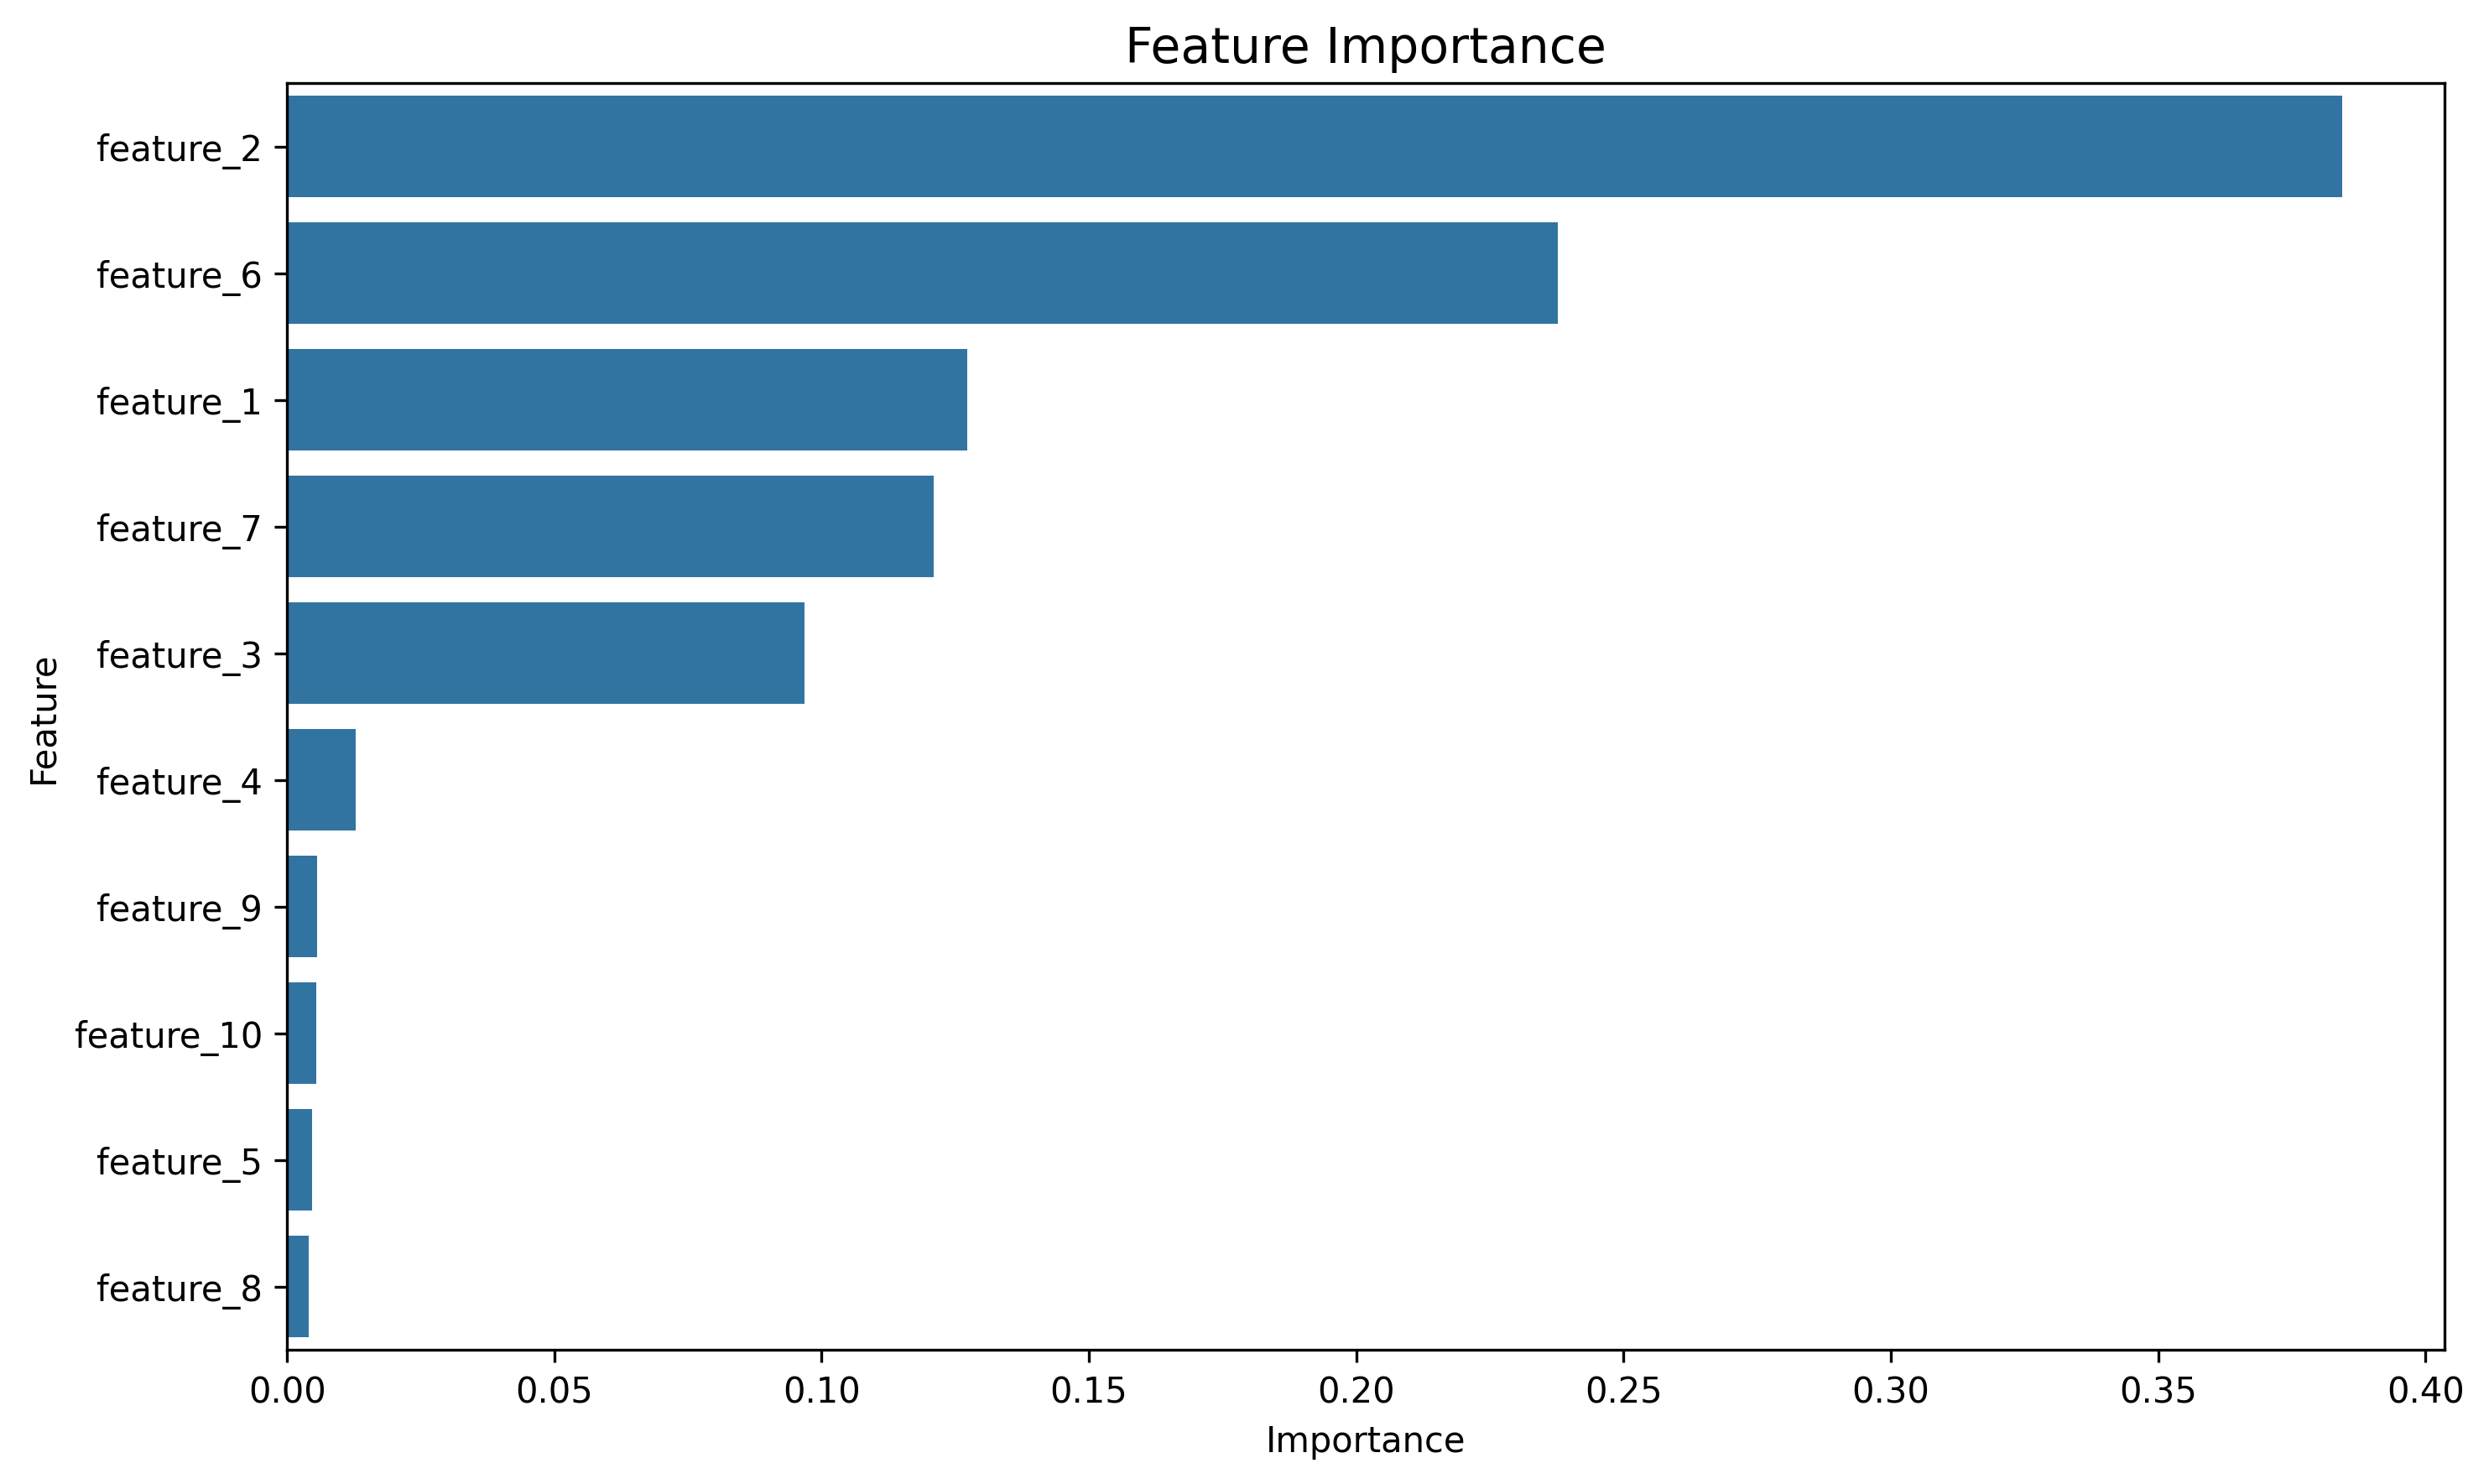 Feature Importance
feature_2
feature_6
feature_1
feature_7
feature_3
feature_4
feature_9
feature_10
feature_5
feature_8
Feature
0.00 0.05 0.10 0.15 0.20 0.25 0.30 0.35 0.40
Importance